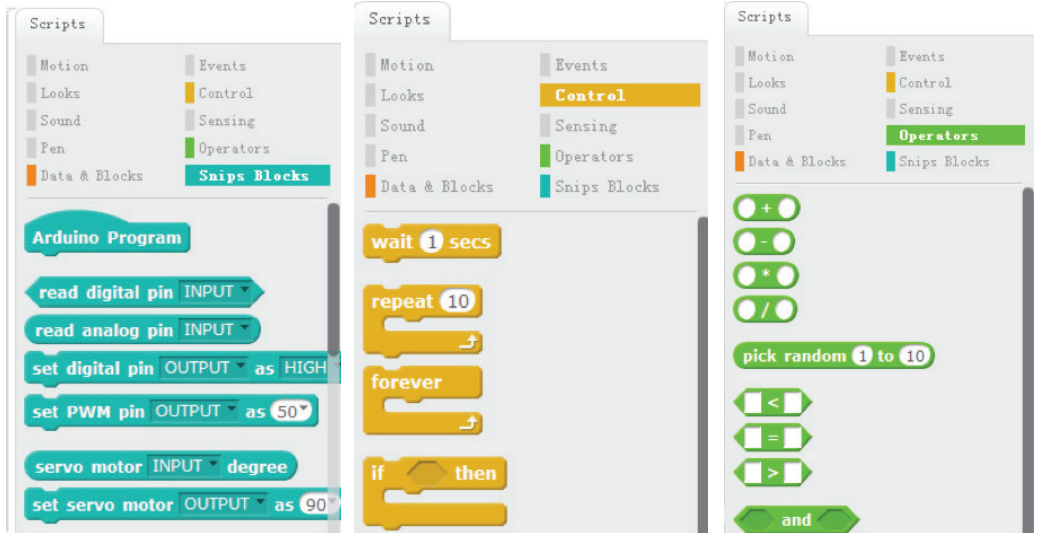 Scripts
Motion Events
Looks Control
Sound Sensing
Pen Operators
Data & Blocks Snips Blocks
Arduino Program
read digital pin INPUT
read analog pin INPUT
set digital pin OUTPUT as HIGH
set PWM pin OUTPUT as 50
servo motor INPUT degree
set servo motor OUTPUT as 90
Scripts
Motion Events
Looks Control
Sound Sensing
Pen Operators
Data & Blocks Snips Blocks
wait 1 secs
repeat 10
forever
if then
Scripts
Motion Events
Looks Control
Sound Sensing
Pen Operators
Data & Blocks Snips Blocks
+
-
*
/
pick random 1 to 10
<
=
>
and